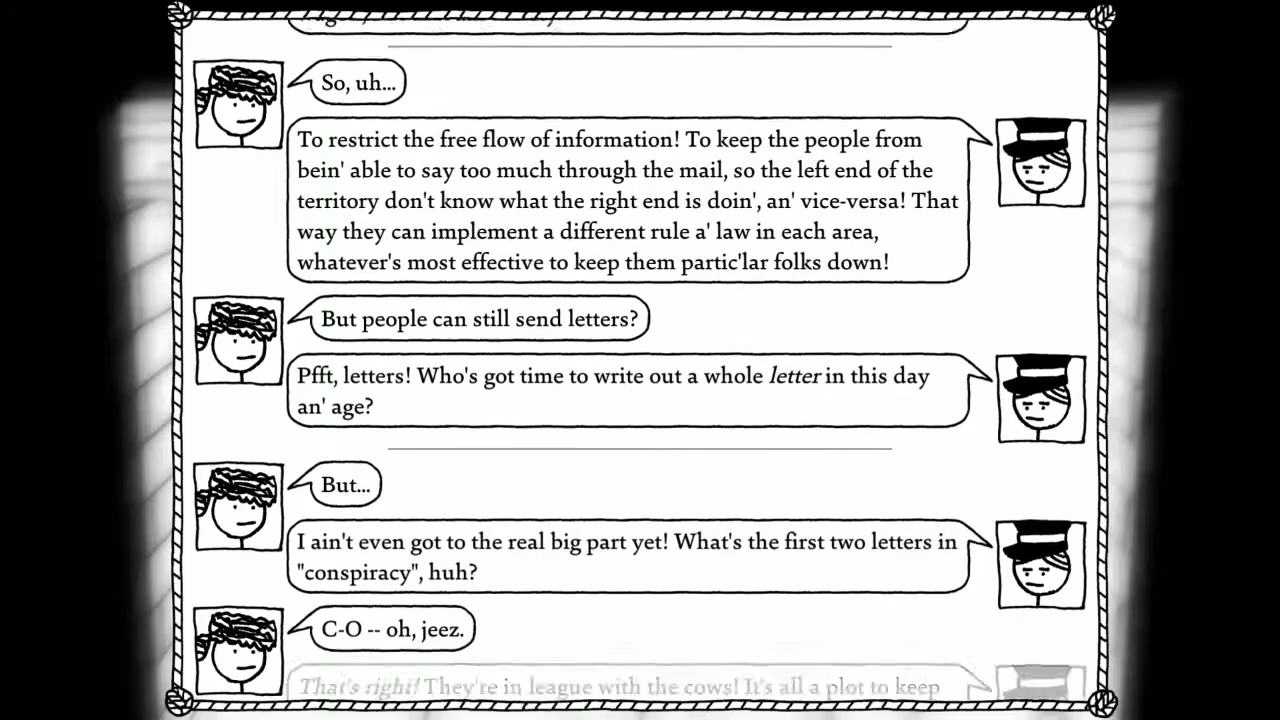 So, uh...
To restrict the free flow of information! To keep the people from
bein' able to say too much through the mail, so the left end of the
territory don't know what the right end is doin', an' vice-versa! That
way they can implement a different rule a' law in each area,
whatever's most effective to keep them partic'lar folks down!
But people can still send letters?
Pfft, letters! Who's got time to write out a whole letter in this day
an' age?
But...
I ain't even got to the real big part yet! What's the first two letters in
"conspiracy", huh?
C-O -- oh, jeez.
That's right! They're in league with the cows! It's all a plot to keep